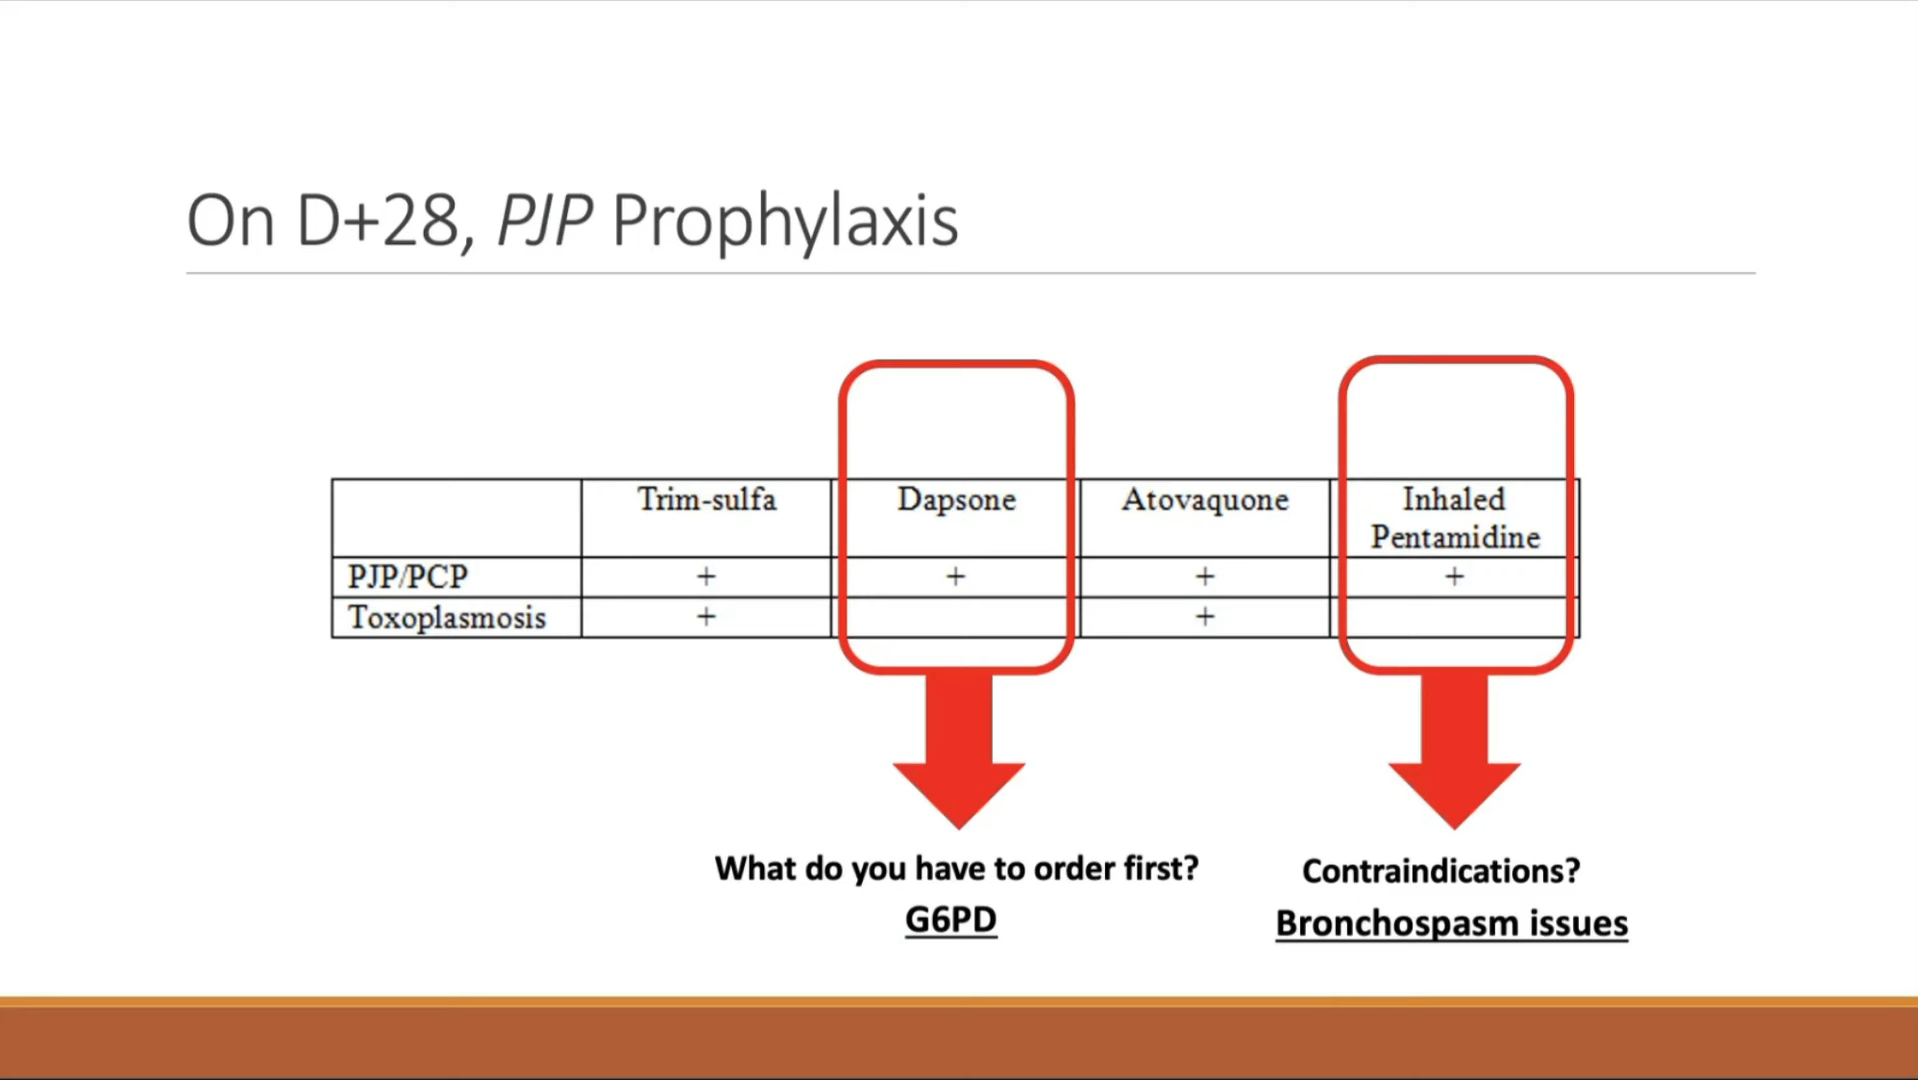 On D+28, PJP Prophylaxis
Trim-sulfa Dapsone Atovaquone Inhaled
Pentamidine
PJP/PCP + + + +
Toxoplasmosis + +
What do you have to order first?
G6PD
Contraindications?
Bronchospasm issues